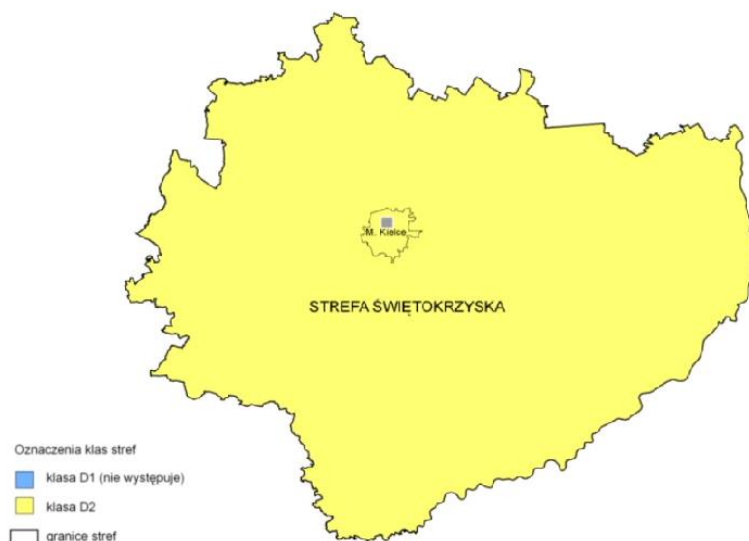 M. Kielce
STREFA ŚWIĘTOKRZYSKA
Oznaczenia klas stref
klasa D1 (nie występuje)
klasa D2
granice stref